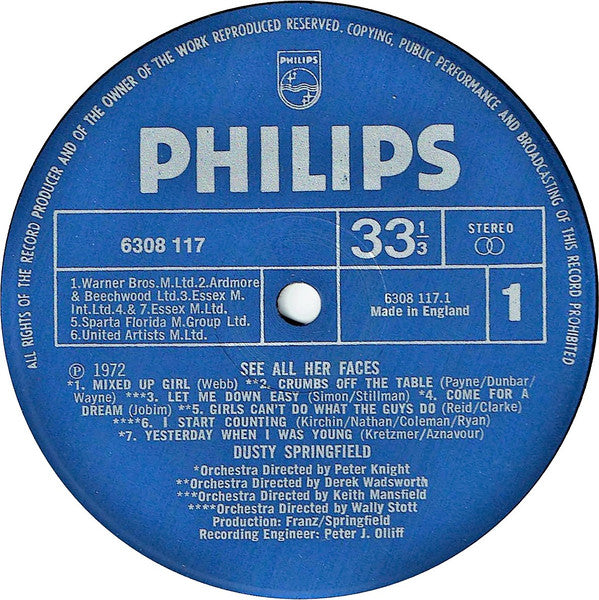 ALL RIGHTS OF THE RECORD PRODUCER AND OF THE OWNER OF THE WORK REPRODUCED RESERVED. COPYING, PUBLIC PERFORMANCE AND BROADCASTING OF THIS RECORD PROHIBITED
PHILIPS
PHILIPS
6308 117
33⅓
STEREO
1.Warner Bros.M.Ltd.2.Ardmore
& Beechwood Ltd.3.Essex M.
Int.Ltd.4.& 7.Essex M.Ltd.
5.Sparta Florida M.Group Ltd.
6.United Artists M.Ltd.
6308 117.1
Made in England
1
Ⓟ 1972
SEE ALL HER FACES
*1. MIXED UP GIRL (Webb) **2. CRUMBS OFF THE TABLE (Payne/Dunbar/
Wayne) ***3. LET ME DOWN EASY (Simon/Stillman) *4. COME FOR A
DREAM (Jobim) **5. GIRLS CAN'T DO WHAT THE GUYS DO (Reid/Clarke)
****6. I START COUNTING (Kirchin/Nathan/Coleman/Ryan)
*7. YESTERDAY WHEN I WAS YOUNG (Kretzmer/Aznavour)
DUSTY SPRINGFIELD
*Orchestra Directed by Peter Knight
**Orchestra Directed by Derek Wadsworth
***Orchestra Directed by Keith Mansfield
****Orchestra Directed by Wally Stott
Production: Franz/Springfield
Recording Engineer: Peter J. Olliff